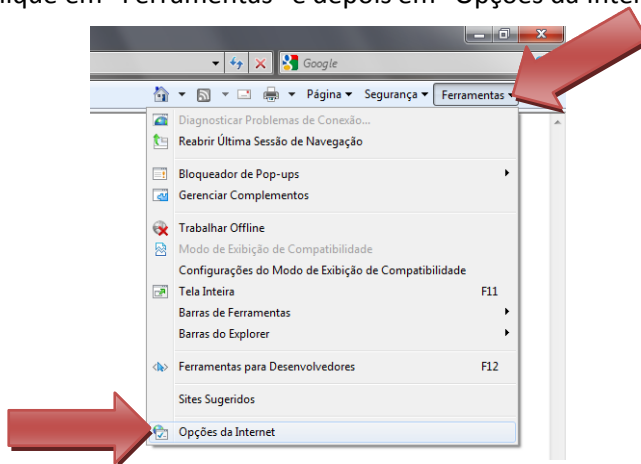 ique em "Ferramentas" e depois em "Opções da Inter
Google
Página Segurança Ferramentas
Diagnosticar Problemas de Conexão...
Reabrir Última Sessão de Navegação
Bloqueador de Pop-ups
Gerenciar Complementos
Trabalhar Offline
Modo de Exibição de Compatibilidade
Configurações do Modo de Exibição de Compatibilidade
Tela Inteira F11
Barras de Ferramentas
Barras do Explorer
Ferramentas para Desenvolvedores F12
Sites Sugeridos
Opções da Internet